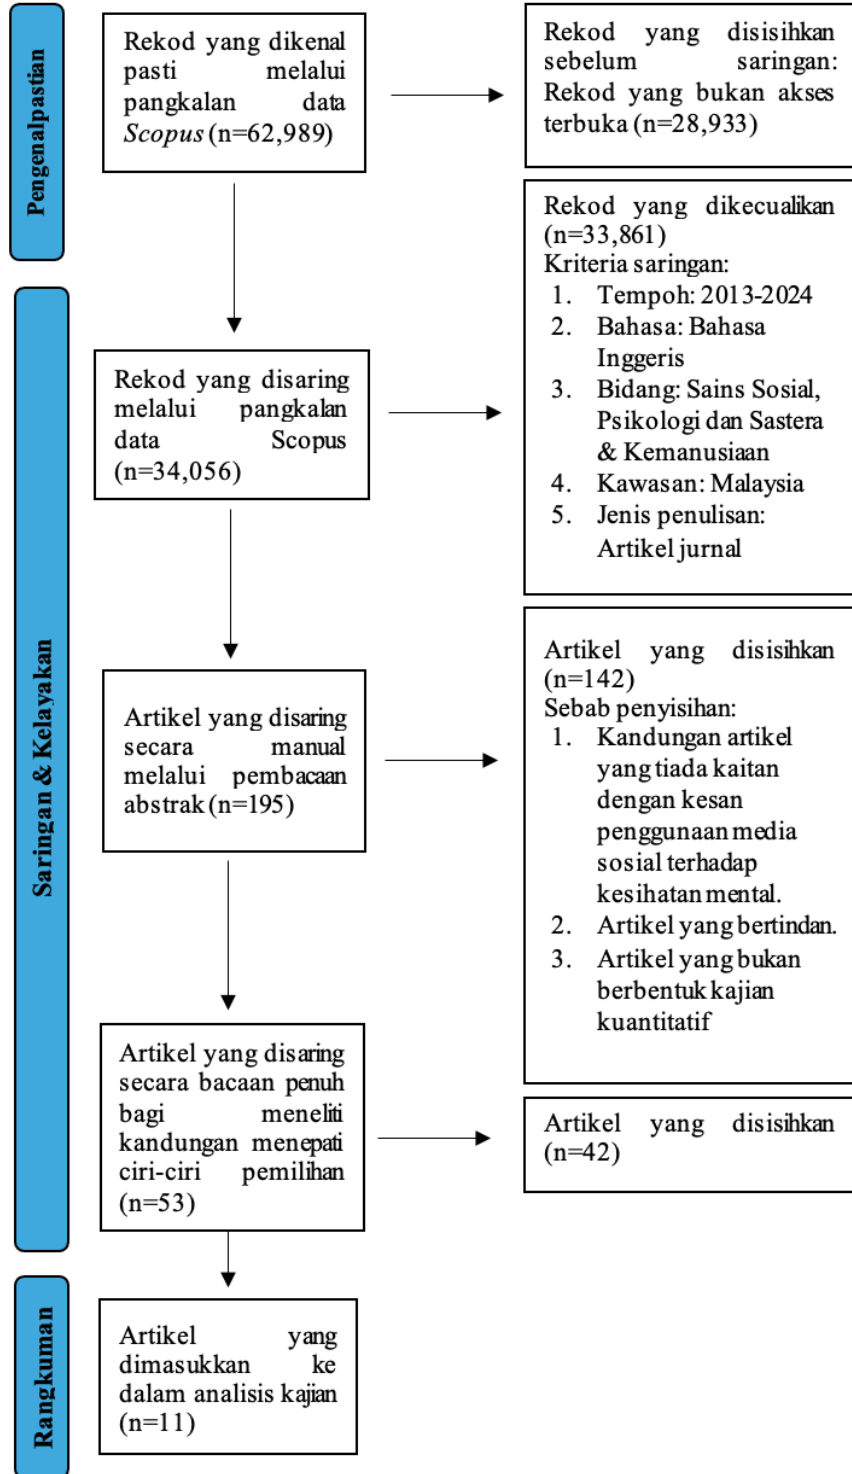 Pengenalpastian
Rekod yang dikenal
pasti melalui
pangkalan data
Scopus (n=62,989)
Rekod yang disisihkan
sebelum saringan:
Rekod yang bukan akses
terbuka (n=28,933)
Saringan & Kelayakan
Rekod yang disaring
melalui pangkalan
data Scopus
(n=34,056)
Rekod yang dikecualikan
(n=33,861)
Kriteria saringan:
1. Tempoh: 2013-2024
2. Bahasa: Bahasa
Inggeris
3. Bidang: Sains Sosial,
Psikologi dan Sastera
& Kemanusiaan
4. Kawasan: Malaysia
5. Jenis penulisan:
Artikel jurnal
Artikel yang disaring
secara manual
melalui pembacaan
abstrak (n=195)
Artikel yang disisihkan
(n=142)
Sebab penyisihan:
1. Kandungan artikel
yang tiada kaitan
dengan kesan
penggunaan media
sosial terhadap
kesihatan mental.
2. Artikel yang bertindan.
3. Artikel yang bukan
berbentuk kajian
kuantitatif
Artikel yang disaring
secara bacaan penuh
bagi meneliti
kandungan menepati
ciri-ciri pemilihan
(n=53)
Artikel yang disisihkan
(n=42)
Rangkuman
Artikel yang
dimasukkan ke
dalam analisis kajian
(n=11)